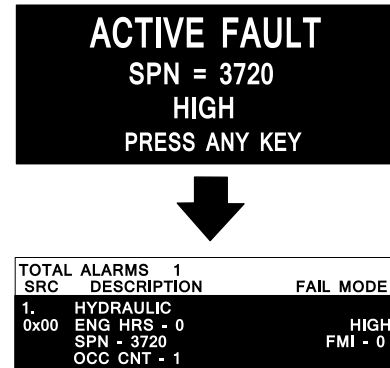 ACTIVE FAULT
SPN = 3720
HIGH
PRESS ANY KEY
TOTAL ALARMS 1
SRC DESCRIPTION FAIL MODE
1. HYDRAULIC
0x00 ENG HRS - 0 HIGH
SPN - 3720 FMI - 0
OCC CNT - 1